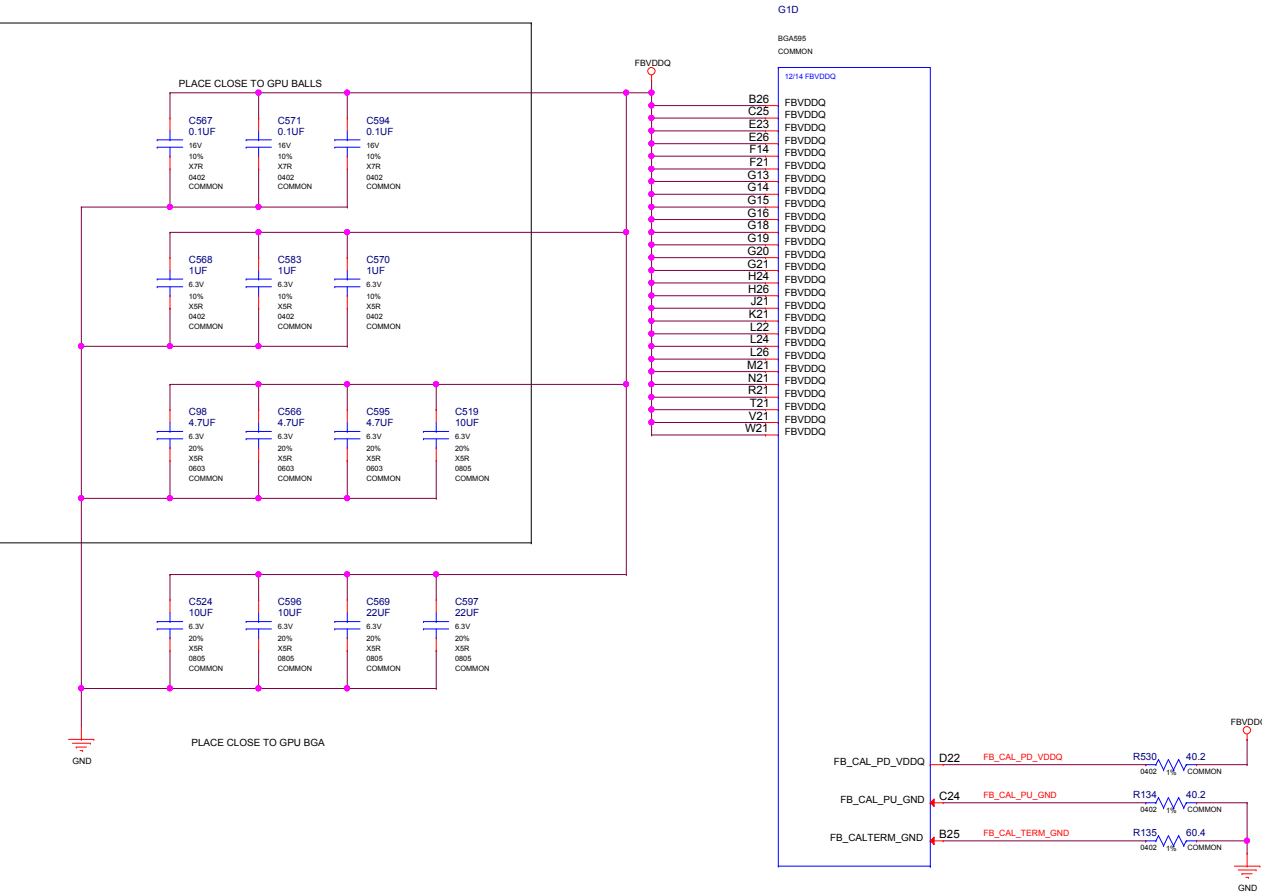 G1D
BGA595
COMMON
12/14 FBVDDQ
FBVDDQ
PLACE CLOSE TO GPU BALLS
C567
0.1UF
16V
10%
X7R
0402
COMMON
C571
0.1UF
16V
10%
X7R
0402
COMMON
C594
0.1UF
16V
10%
X7R
0402
COMMON
C568
1UF
6.3V
10%
X5R
0402
COMMON
C583
1UF
6.3V
10%
X5R
0402
COMMON
C570
1UF
6.3V
10%
X5R
0402
COMMON
C98
4.7UF
6.3V
20%
X5R
0603
COMMON
C566
4.7UF
6.3V
20%
X5R
0603
COMMON
C595
4.7UF
6.3V
20%
X5R
0603
COMMON
C519
10UF
6.3V
20%
X5R
0805
COMMON
C524
10UF
6.3V
20%
X5R
0805
COMMON
C596
10UF
6.3V
20%
X5R
0805
COMMON
C569
22UF
6.3V
20%
X5R
0805
COMMON
C597
22UF
6.3V
20%
X5R
0805
COMMON
GND
PLACE CLOSE TO GPU BGA
B26 FBVDDQ
C25 FBVDDQ
E23 FBVDDQ
E26 FBVDDQ
F14 FBVDDQ
F21 FBVDDQ
G13 FBVDDQ
G14 FBVDDQ
G15 FBVDDQ
G16 FBVDDQ
G18 FBVDDQ
G19 FBVDDQ
G20 FBVDDQ
G21 FBVDDQ
H24 FBVDDQ
H26 FBVDDQ
J21 FBVDDQ
K21 FBVDDQ
L22 FBVDDQ
L24 FBVDDQ
L26 FBVDDQ
M21 FBVDDQ
N21 FBVDDQ
R21 FBVDDQ
T21 FBVDDQ
V21 FBVDDQ
W21 FBVDDQ
FBVDDQ
FB_CAL_PD_VDDQ D22 FB_CAL_PD_VDDQ R530 40.2
0402 1% COMMON
FB_CAL_PU_GND C24 FB_CAL_PU_GND R134 40.2
0402 1% COMMON
FB_CALTERM_GND B25 FB_CAL_TERM_GND R135 60.4
0402 1% COMMON
GND